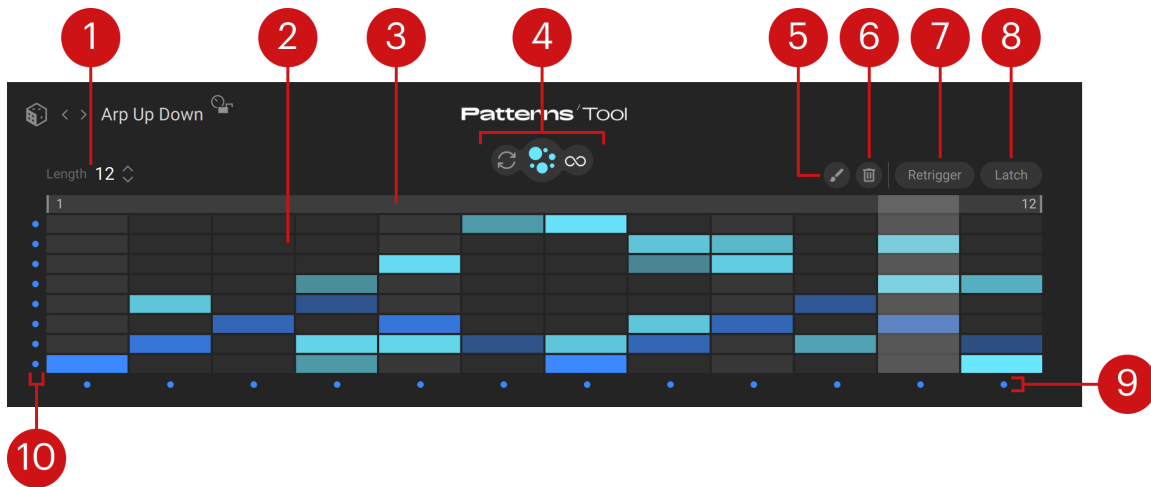 1 2 3 4 5 6 7 8
Arp Up Down
Patterns/Tool
Length 12
Retrigger Latch
1 12
9
10